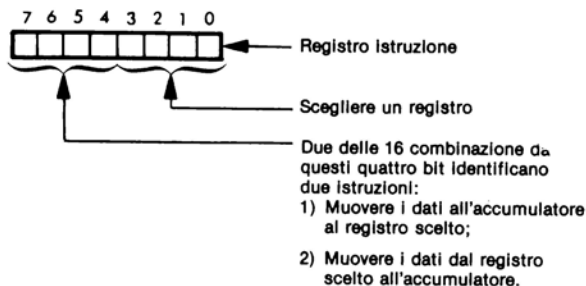 7 6 5 4 3 2 1 0
Registro istruzione
Scegliere un registro
Due delle 16 combinazione da
questi quattro bit identificano
due istruzioni:
1) Muovere i dati all'accumulatore
al registro scelto;
2) Muovere i dati dal registro
scelto all'accumulatore.